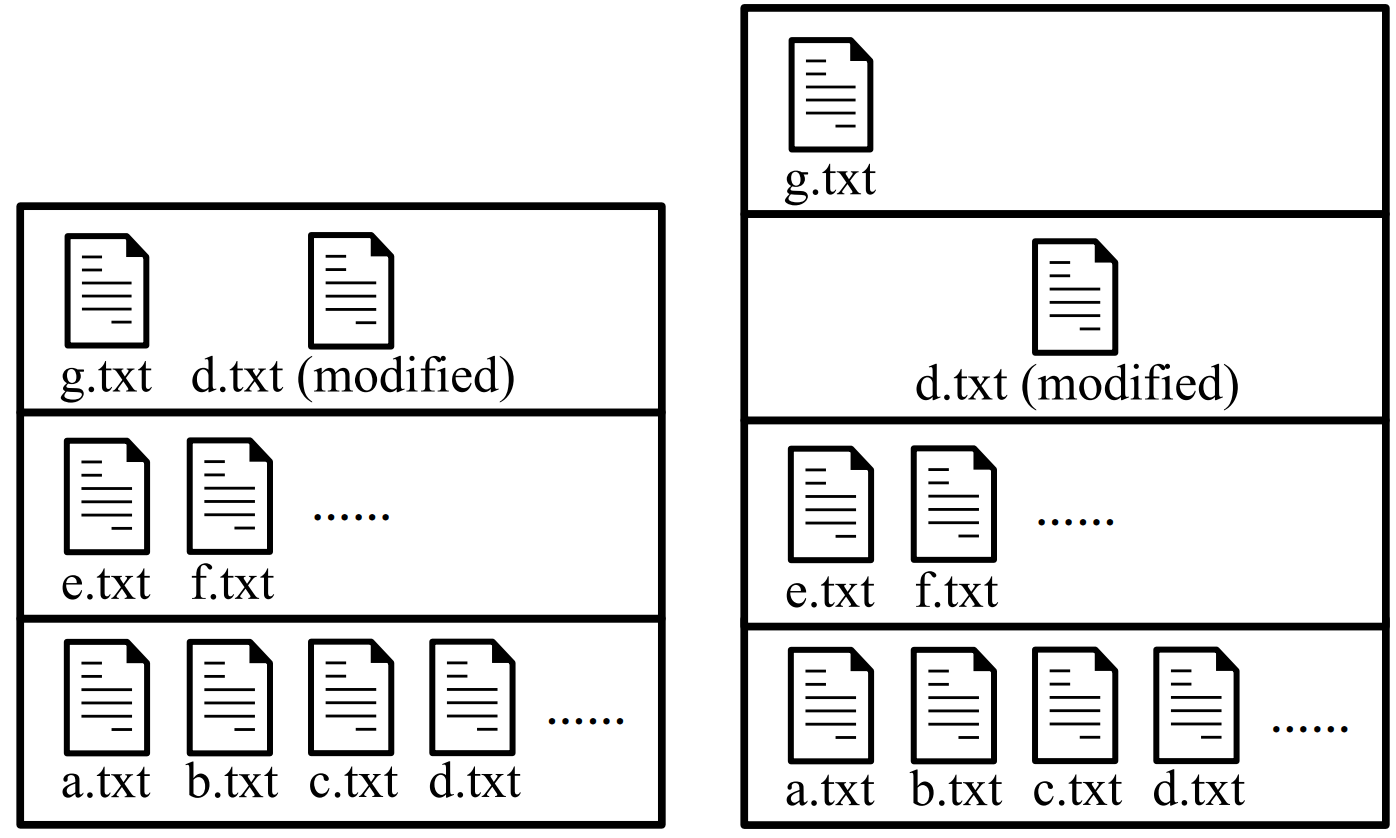 g.txt d.txt (modified)
e.txt f.txt ......
a.txt b.txt c.txt d.txt ......
g.txt
d.txt (modified)
e.txt f.txt ......
a.txt b.txt c.txt d.txt ......